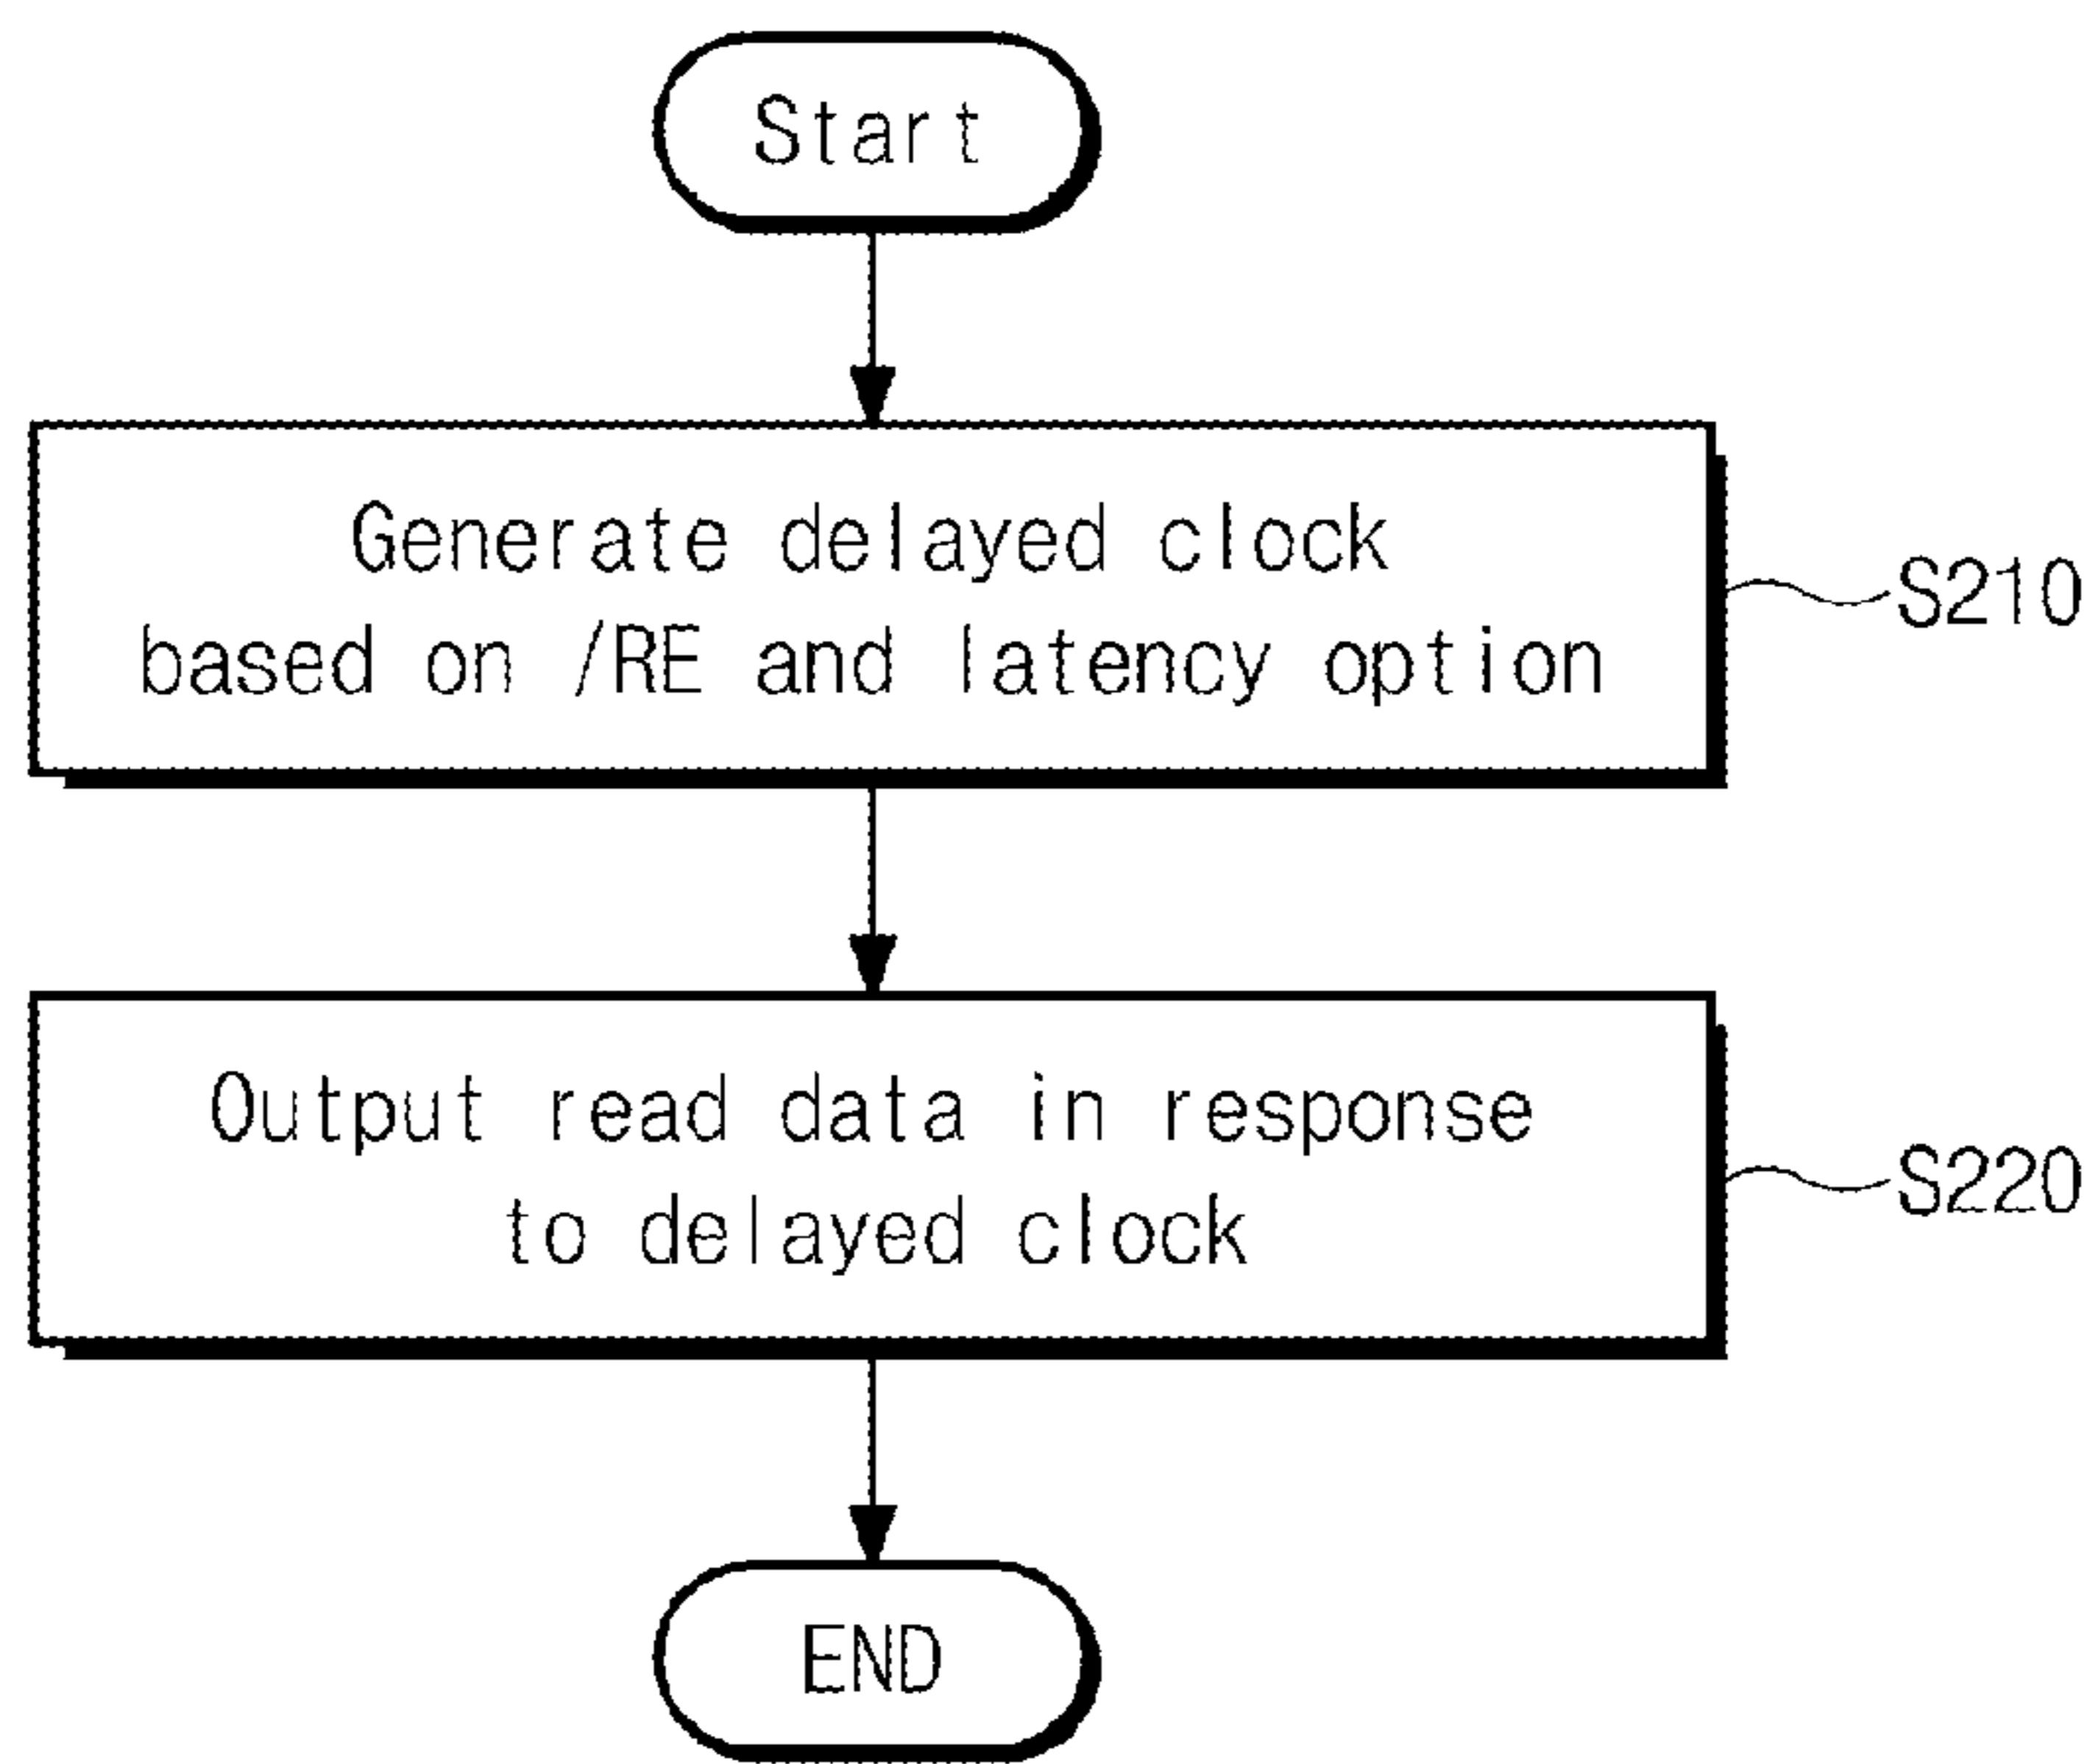 Start
Generate delayed clock
based on /RE and latency option
S210
Output read data in response
to delayed clock
S220
END